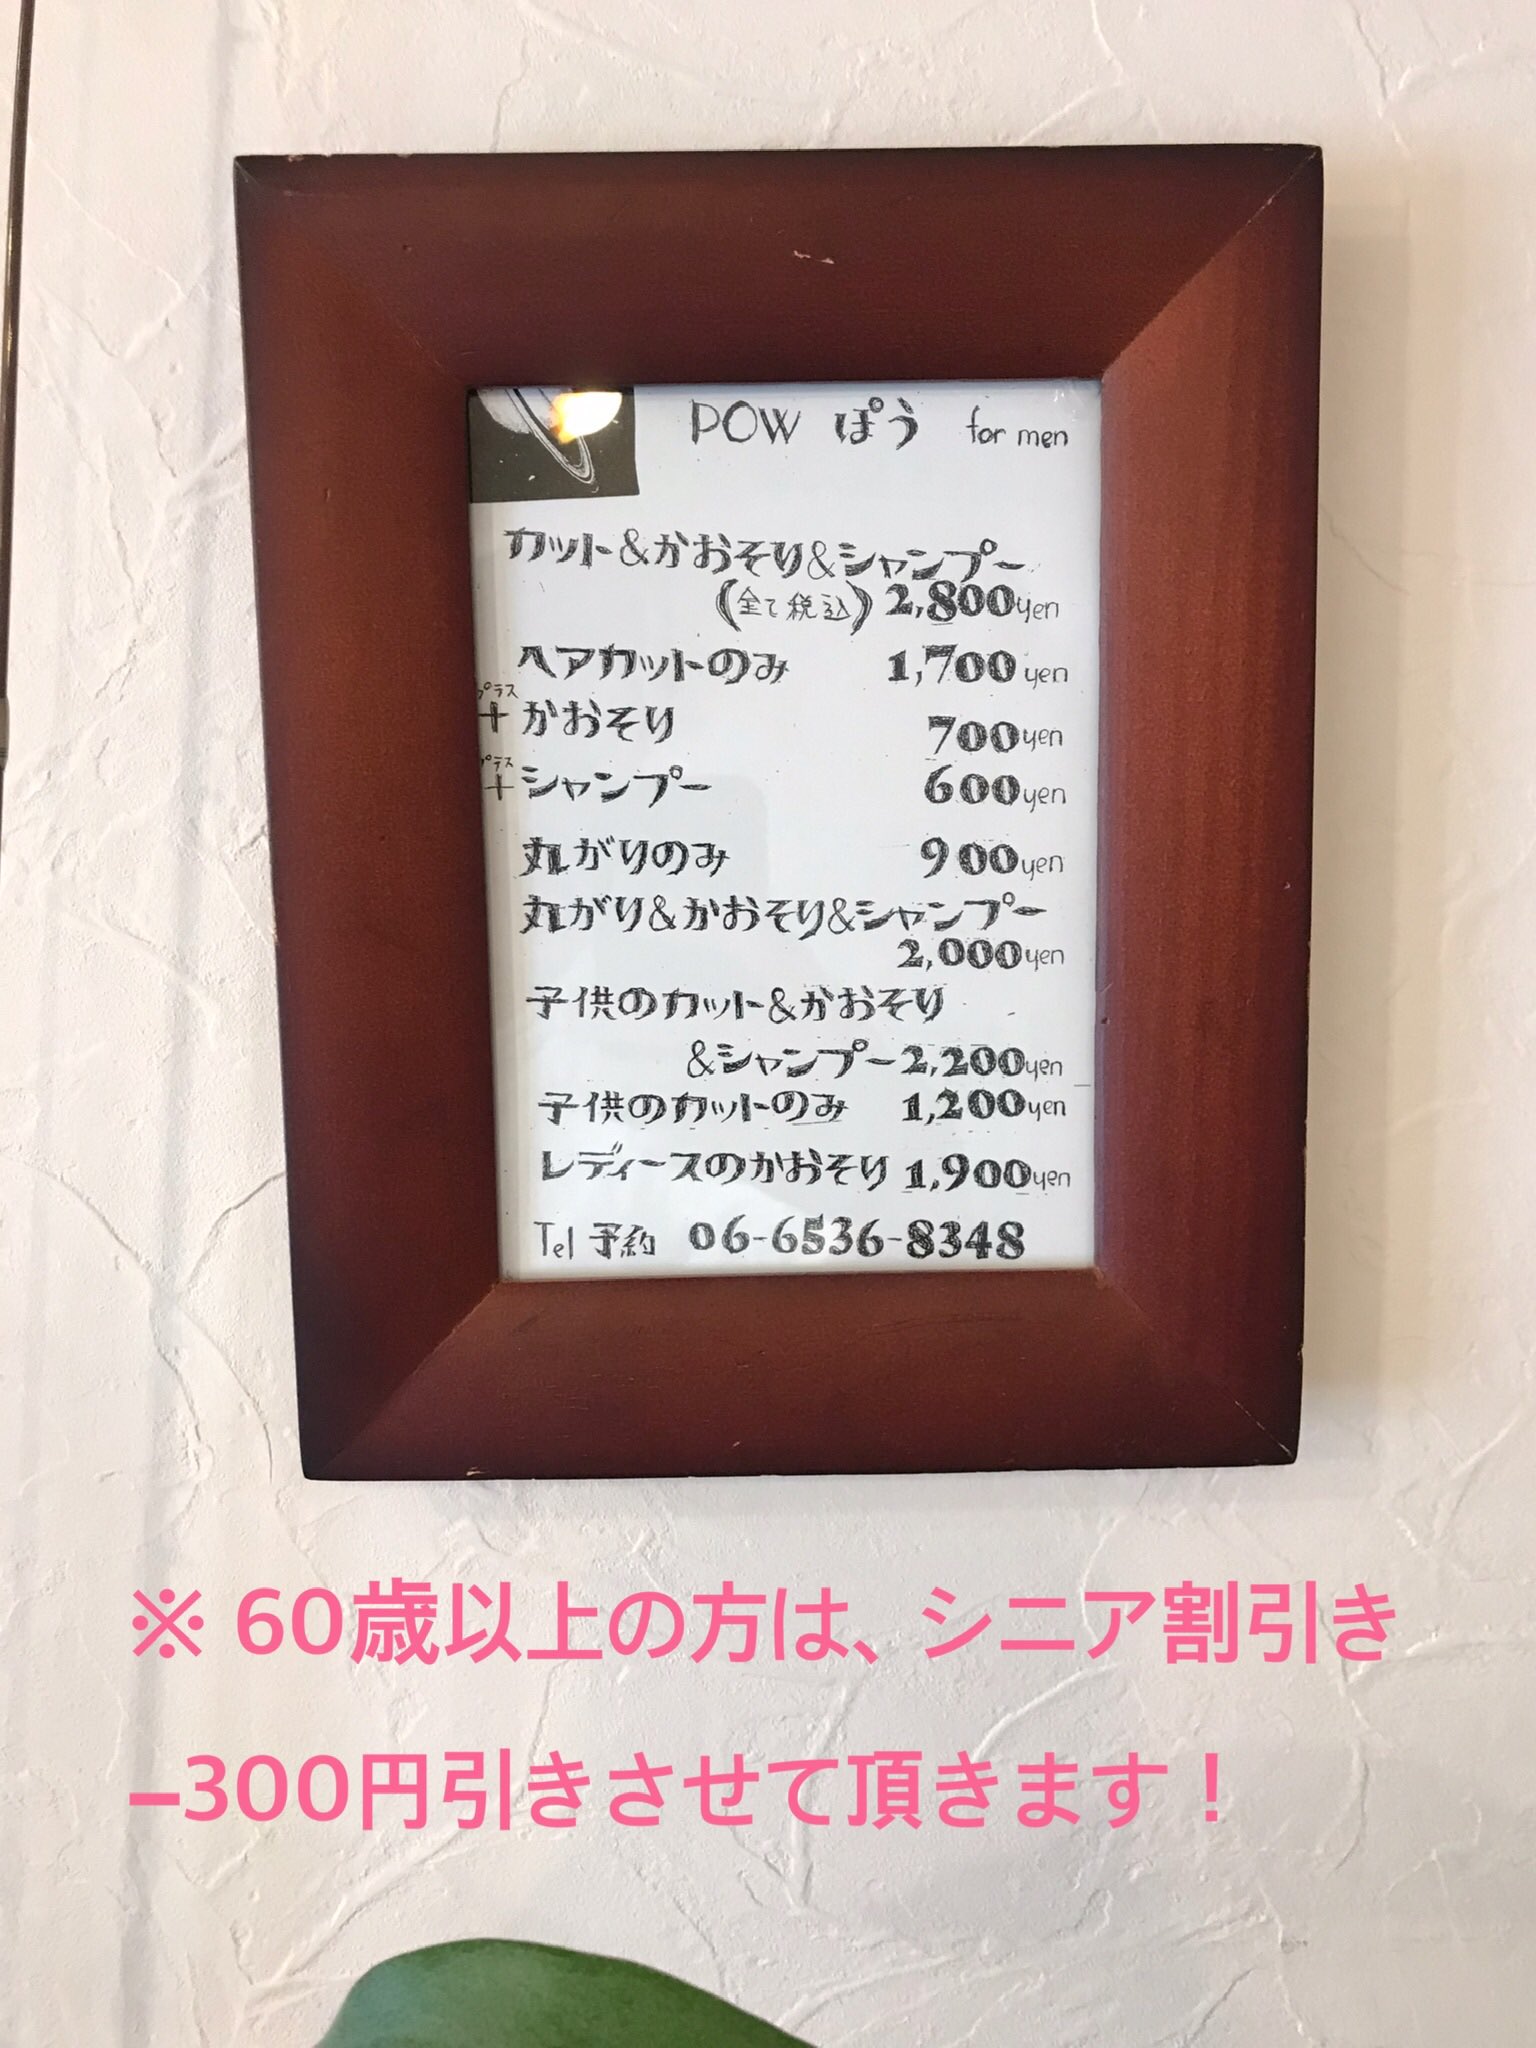 POW ぽう for men
カット&かおそり&シャンプー
(全て税込) 2,800yen
ヘアカットのみ 1,700yen
プラス
+かおそり 700yen
プラス
+シャンプー 600yen
丸がりのみ 900yen
丸がり&かおそり&シャンプー
2,000yen
子供のカット&かおそり
&シャンプー2,200yen
子供のカットのみ 1,200yen
レディースのかおそり 1,900yen
Tel 予約 06-6536-8348
※ 60歳以上の方は、シニア割引き
−300円引きさせて頂きます！